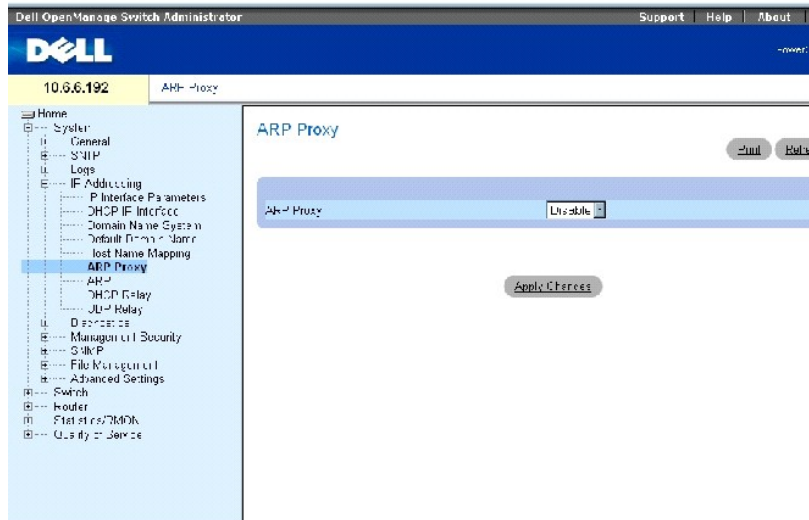 Dell OpenManage Switch Administrator
Support Help About
DELL
10.6.6.192 ARP Proxy
Home
System
General
SNTP
Logs
IP Addressing
IP Interface Parameters
DHCP IP Interface
Domain Name System
Default Domain Name
Host Name Mapping
ARP Proxy
ARP
DHCP Relay
UDP Relay
Diagnostics
Management Security
SNMP
File Management
Advanced Settings
Switch
Router
Statistics/RMON
Quality of Service
ARP Proxy
Print Refre
ARP Proxy Disable
Apply Changes